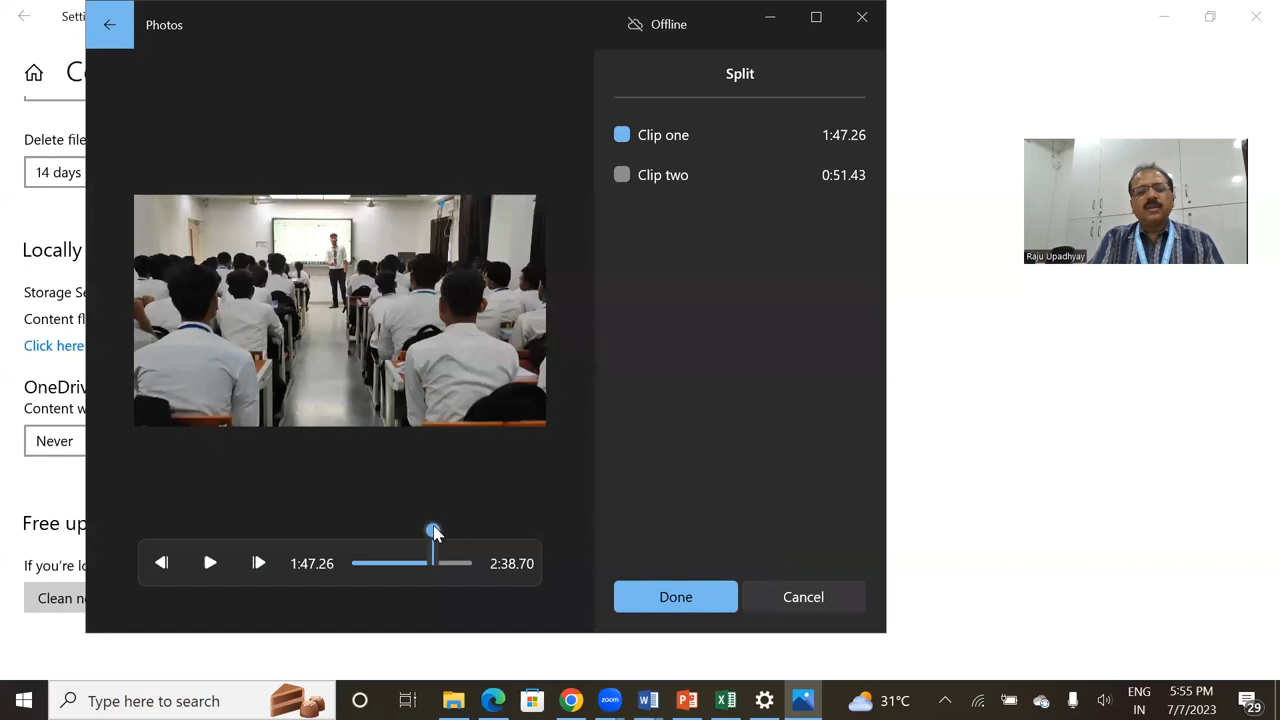 Setti
Photos
Offline
Split
Clip one 1:47.26
Clip two 0:51.43
Delete file
14 days
Locally
Storage Se
Content fl
Click here
OneDriv
Content w
Never
Free up
If you're lo
Clean n
1:47.26
2:38.70
Done
Cancel
Raju Upadhyay
Type here to search
zoom
31°C
ENG
IN
5:55 PM
7/7/2023
29